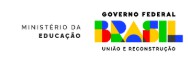 MINISTÉRIO DA
EDUCAÇÃO
GOVERNO FEDERAL
BRASIL
UNIÃO E RECONSTRUÇÃO